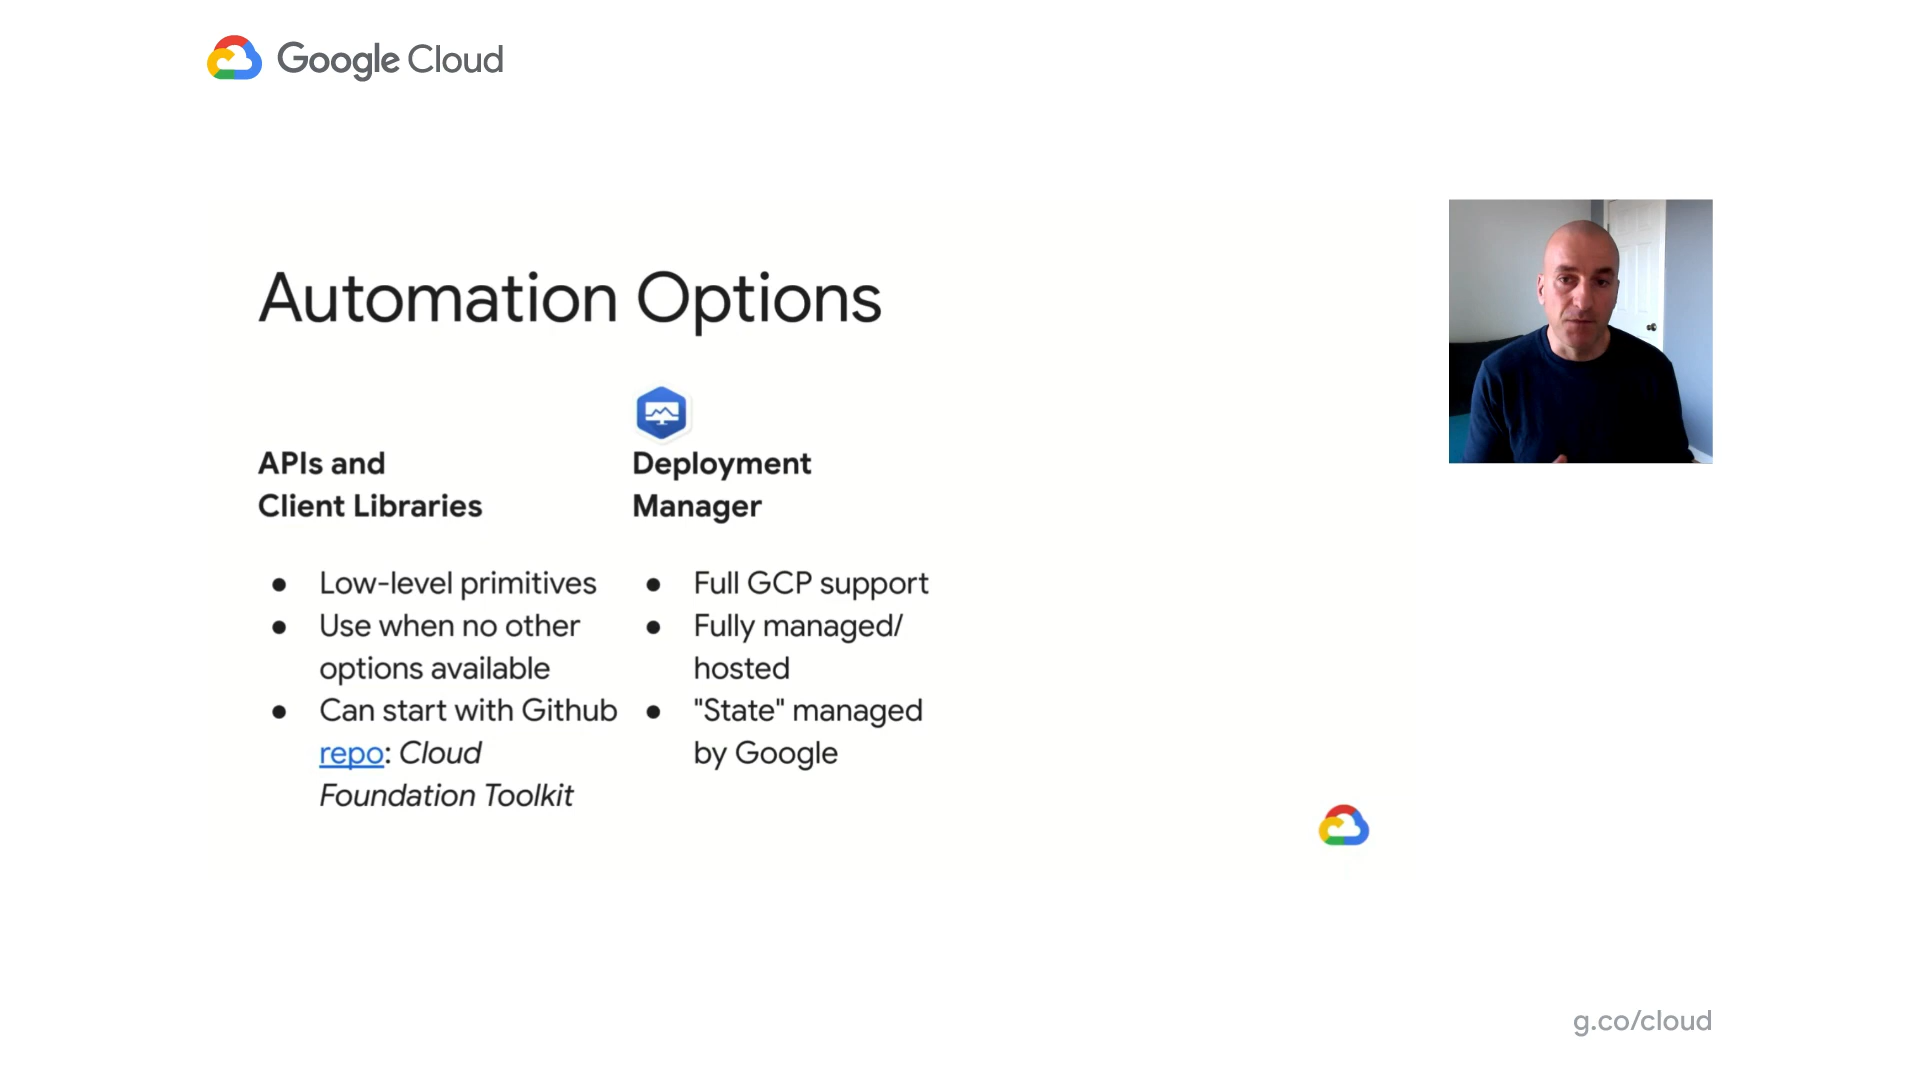 Google Cloud
Automation Options
APIs and
Client Libraries
● Low-level primitives
● Use when no other
options available
● Can start with Github
repo: Cloud
Foundation Toolkit
Deployment
Manager
● Full GCP support
● Fully managed/
hosted
● "State" managed
by Google
g.co/cloud